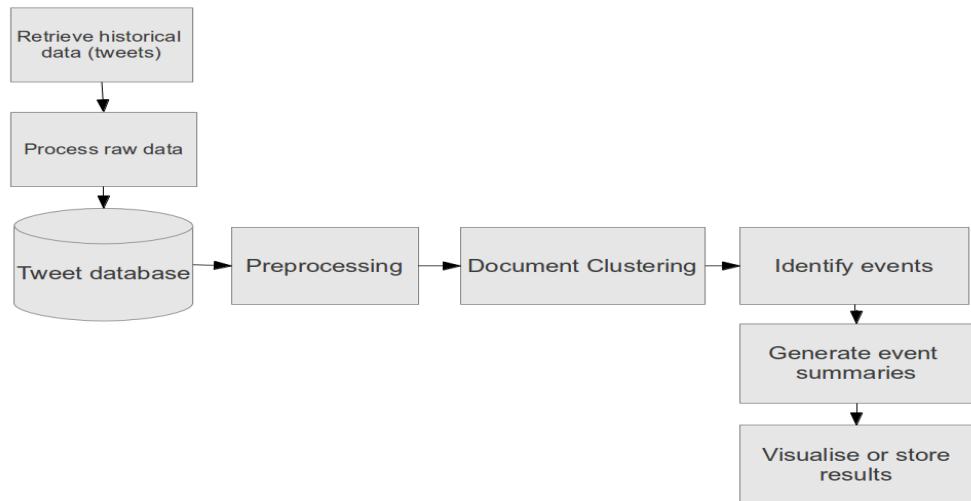 Retrieve historical
data (tweets)
Process raw data
Tweet database
Preprocessing
Document Clustering
Identify events
Generate event
summaries
Visualise or store
results